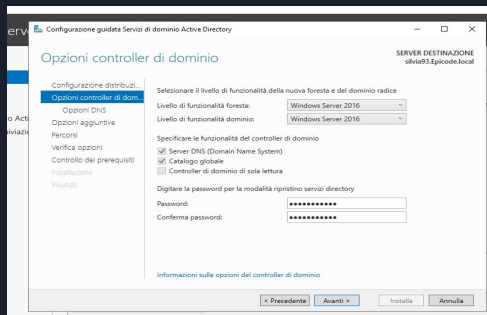 Configurazione guidata Servizi di dominio Active Directory
Opzioni controller di dominio
SERVER DESTINAZIONE
silvia93.Epicode.local
Configurazione distribuzi...
Opzioni controller di dom...
Opzioni DNS
Opzioni aggiuntive
Percorsi
Verifica opzioni
Controllo dei prerequisiti
Installazione
Risultati
Selezionare il livello di funzionalità della nuova foresta e del dominio radice
Livello di funzionalità foresta: Windows Server 2016
Livello di funzionalità dominio: Windows Server 2016
Specificare le funzionalità del controller di dominio
Server DNS (Domain Name System)
Catalogo globale
Controller di dominio di sola lettura
Digitare la password per la modalità ripristino servizi directory
Password: •••••••••••
Conferma password: •••••••••••
Informazioni sulle opzioni del controller di dominio
< Precedente Avanti > Installa Annulla